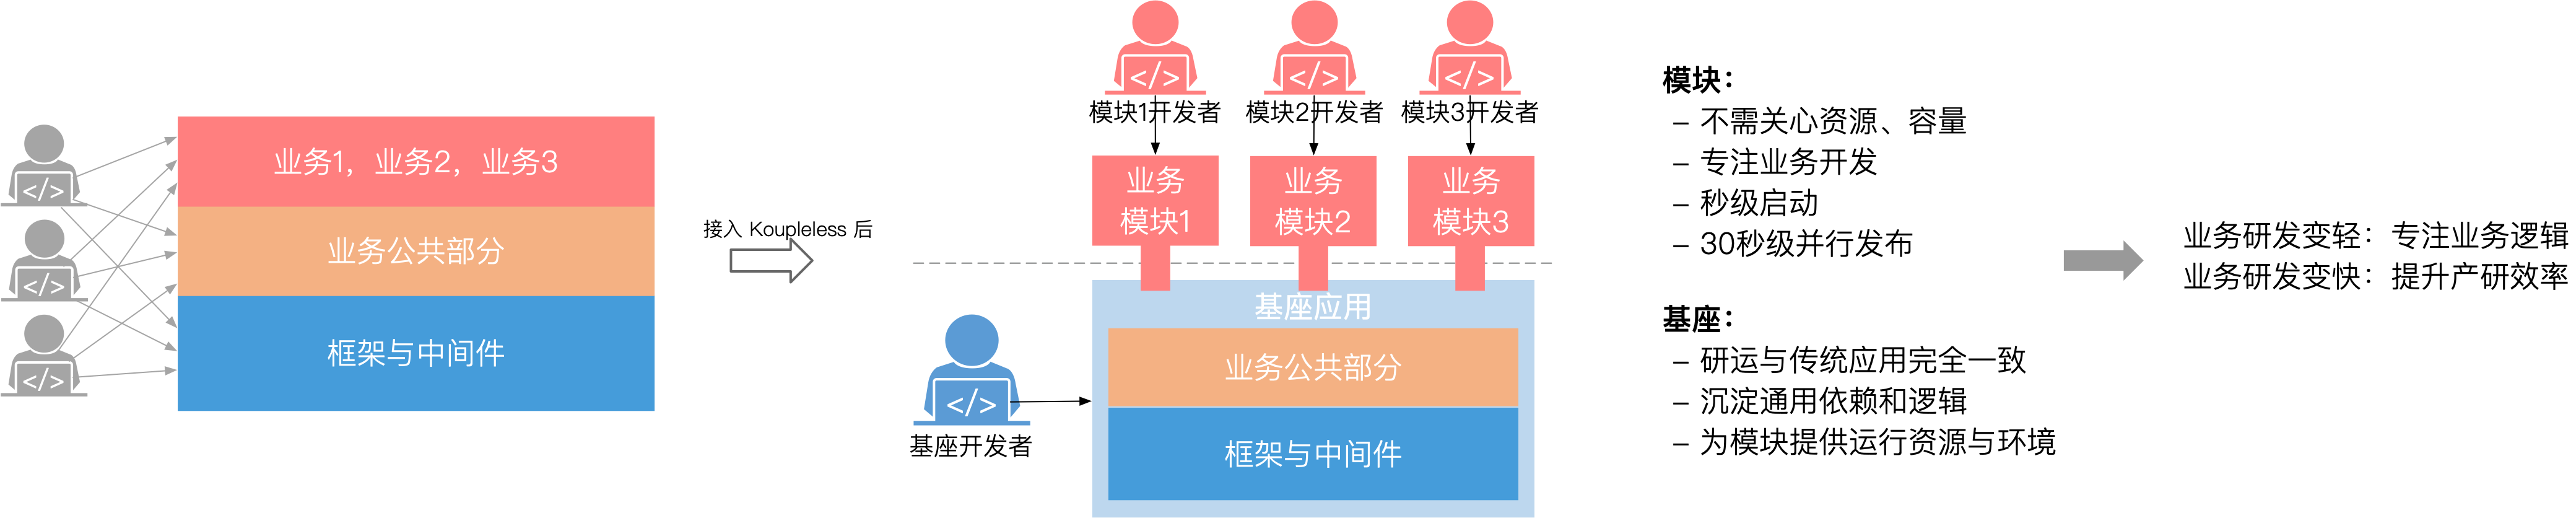 </>
</>
</>
业务1，业务2，业务3
业务公共部分
框架与中间件
接入 Koupleless 后
</>
</>
</>
模块1开发者
模块2开发者
模块3开发者
业务
模块1
业务
模块2
业务
模块3
</>
基座开发者
基座应用
业务公共部分
框架与中间件
模块：
– 不需关心资源、容量
– 专注业务开发
– 秒级启动
– 30秒级并行发布
基座：
– 研运与传统应用完全一致
– 沉淀通用依赖和逻辑
– 为模块提供运行资源与环境
业务研发变轻：专注业务逻辑
业务研发变快：提升产研效率